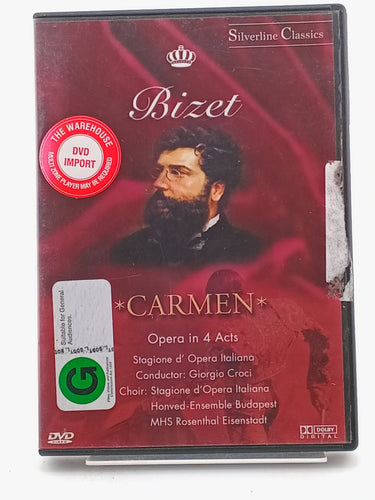 Silverline Classics
Bizet
THE WAREHOUSE
DVD
IMPORT
MULTI ZONE PLAYER MAY BE REQUIRED
*CARMEN*
Suitable for General
Audiences.
G
Opera in 4 Acts
Stagione d' Opera Italiana
Conductor: Giorgio Croci
Choir: Stagione d'Opera Italiana
Honved-Ensemble Budapest
MHS Rosenthal Eisenstadt
DVD
VIDEO
DOLBY
DIGITAL